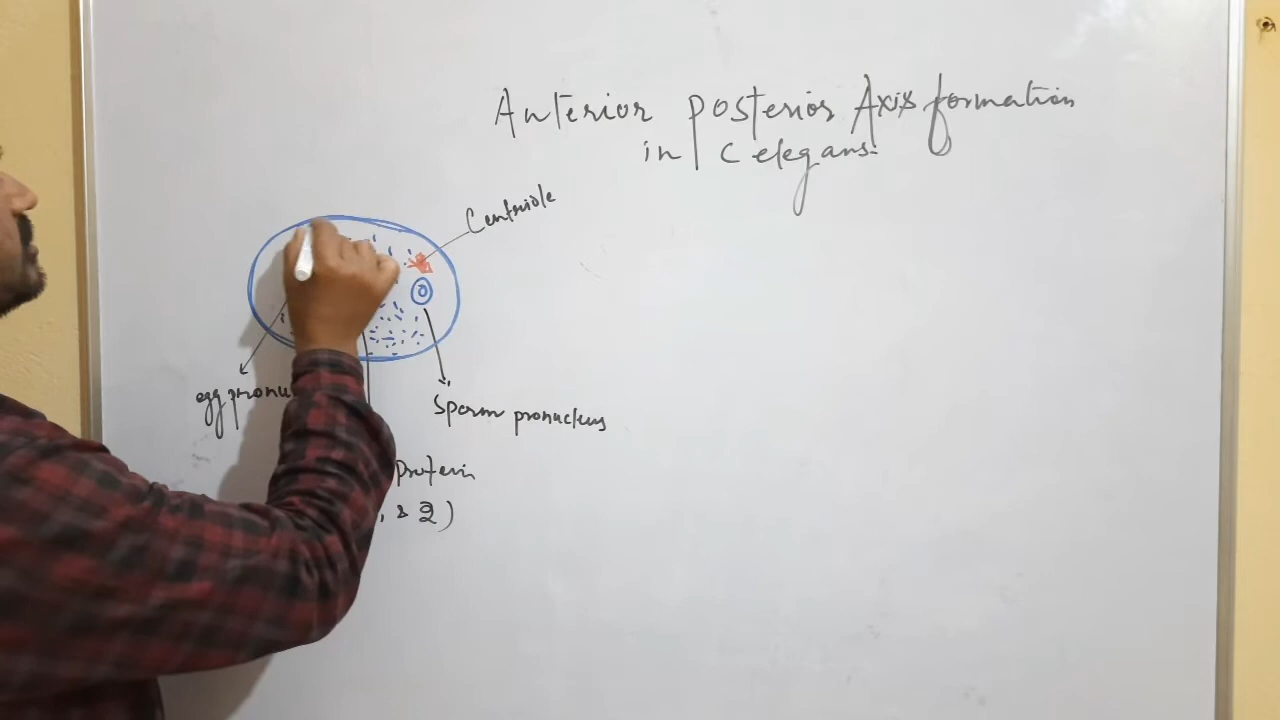 Anterior posterior Axis formation
in C elegans.
Centriole
egg pronu
Sperm pronucleus
Protein
, & 2)